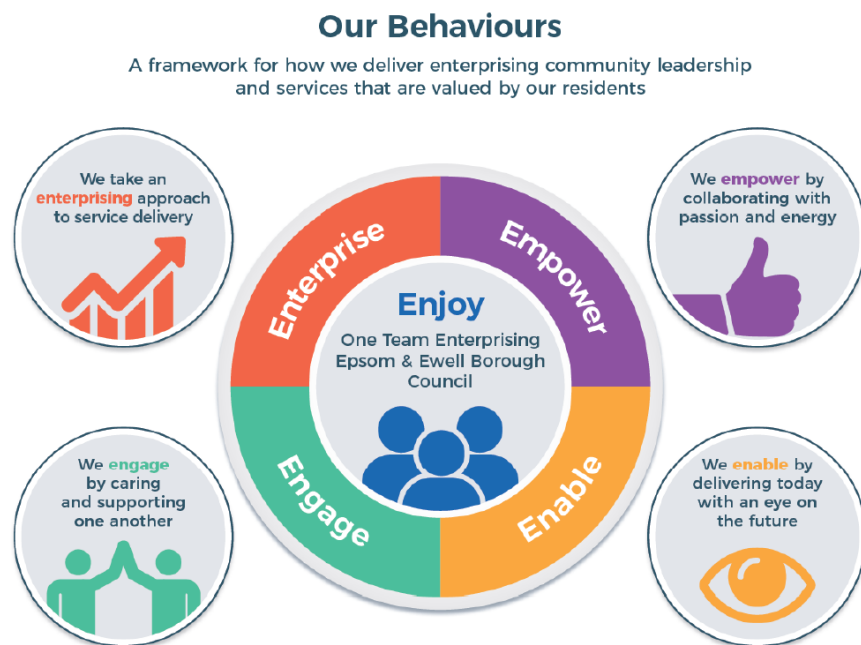 Our Behaviours
A framework for how we deliver enterprising community leadership
and services that are valued by our residents
We take an
enterprising approach
to service delivery
We empower by
collaborating with
passion and energy
Enterprise
Empower
Enjoy
One Team Enterprising
Epsom & Ewell Borough
Council
Engage
Enable
We engage
by caring
and supporting
one another
We enable by
delivering today
with an eye on
the future